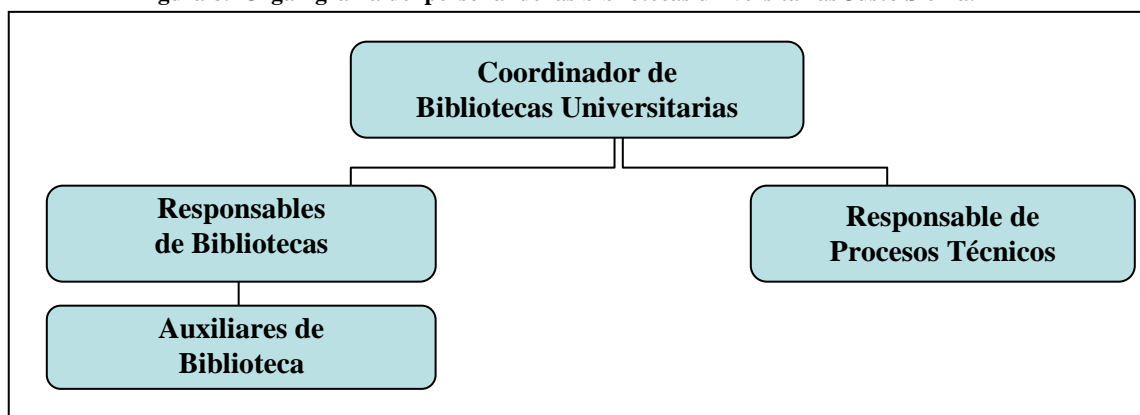 Coordinador de
Bibliotecas Universitarias
Responsables
de Bibliotecas
Responsable de
Procesos Técnicos
Auxiliares de
Biblioteca